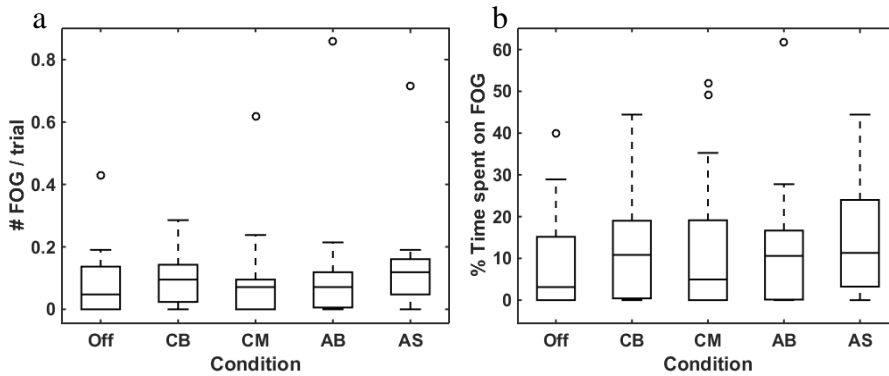 a
# FOG / trial
0.8
0.6
0.4
0.2
0
Off CB CM AB AS
Condition
b
% Time spent on FOG
60
50
40
30
20
10
0
Off CB CM AB AS
Condition